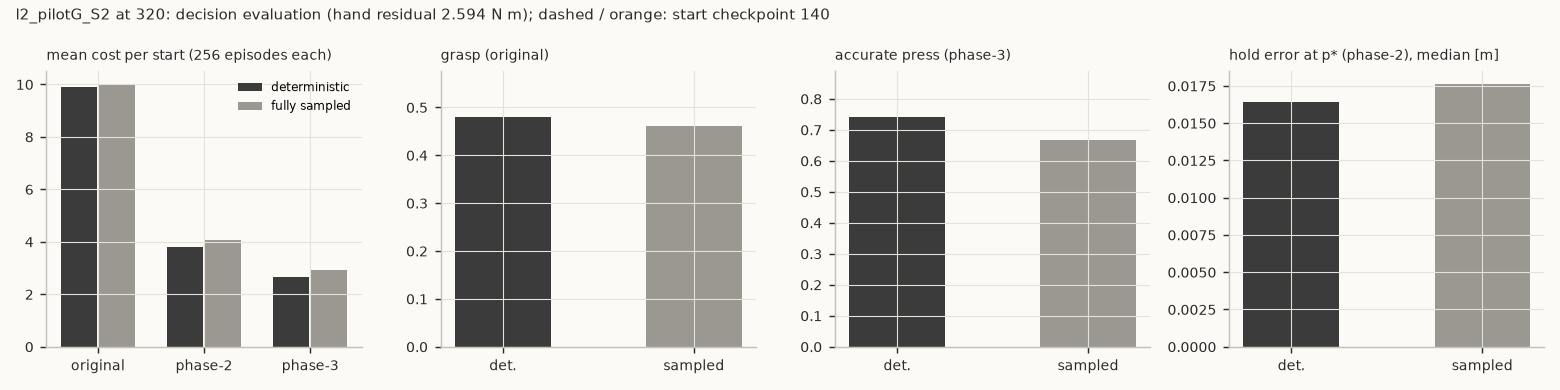 l2_pilotG_S2 at 320: decision evaluation (hand residual 2.594 N m); dashed / orange: start checkpoint 140
mean cost per start (256 episodes each)
10
8
6
4
2
0
original
phase-2
phase-3
deterministic
fully sampled
grasp (original)
0.5
0.4
0.3
0.2
0.1
0.0
det.
sampled
accurate press (phase-3)
0.8
0.7
0.6
0.5
0.4
0.3
0.2
0.1
0.0
det.
sampled
hold error at p* (phase-2), median [m]
0.0175
0.0150
0.0125
0.0100
0.0075
0.0050
0.0025
0.0000
det.
sampled